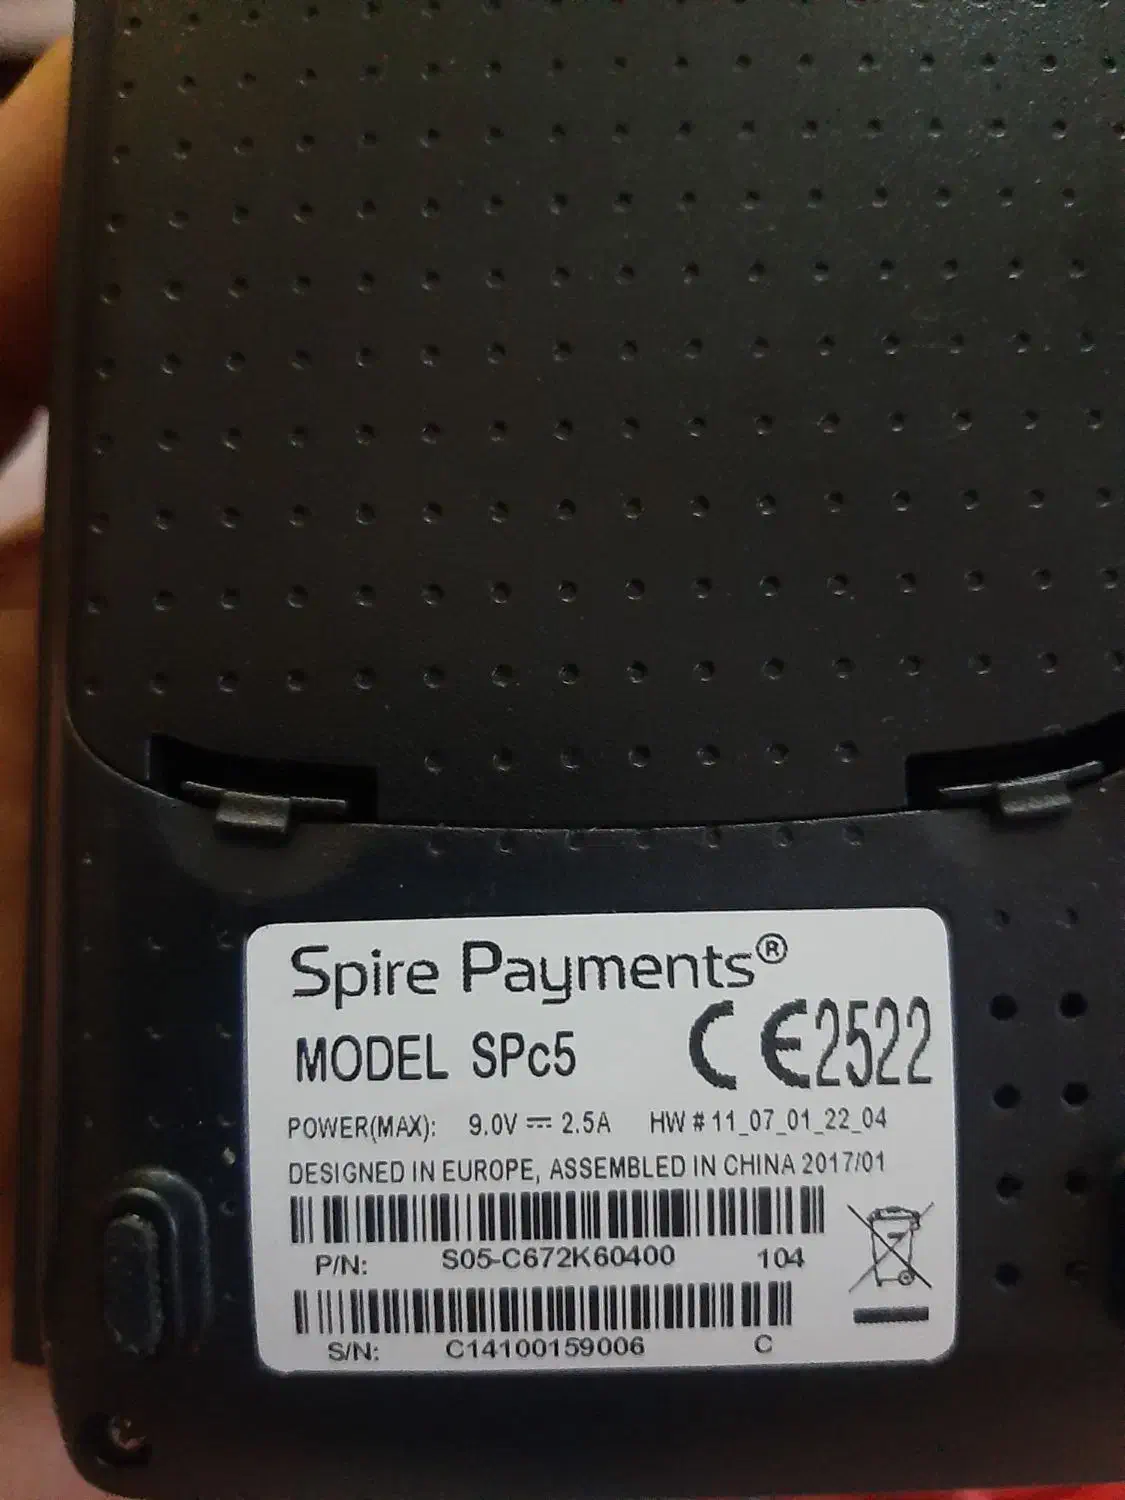 Spire Payments®
MODEL SPc5
CE2522
POWER(MAX): 9.0V ⎓ 2.5A HW # 11_07_01_22_04
DESIGNED IN EUROPE, ASSEMBLED IN CHINA 2017/01
P/N: S05-C672K60400 104
S/N: C14100159006 C